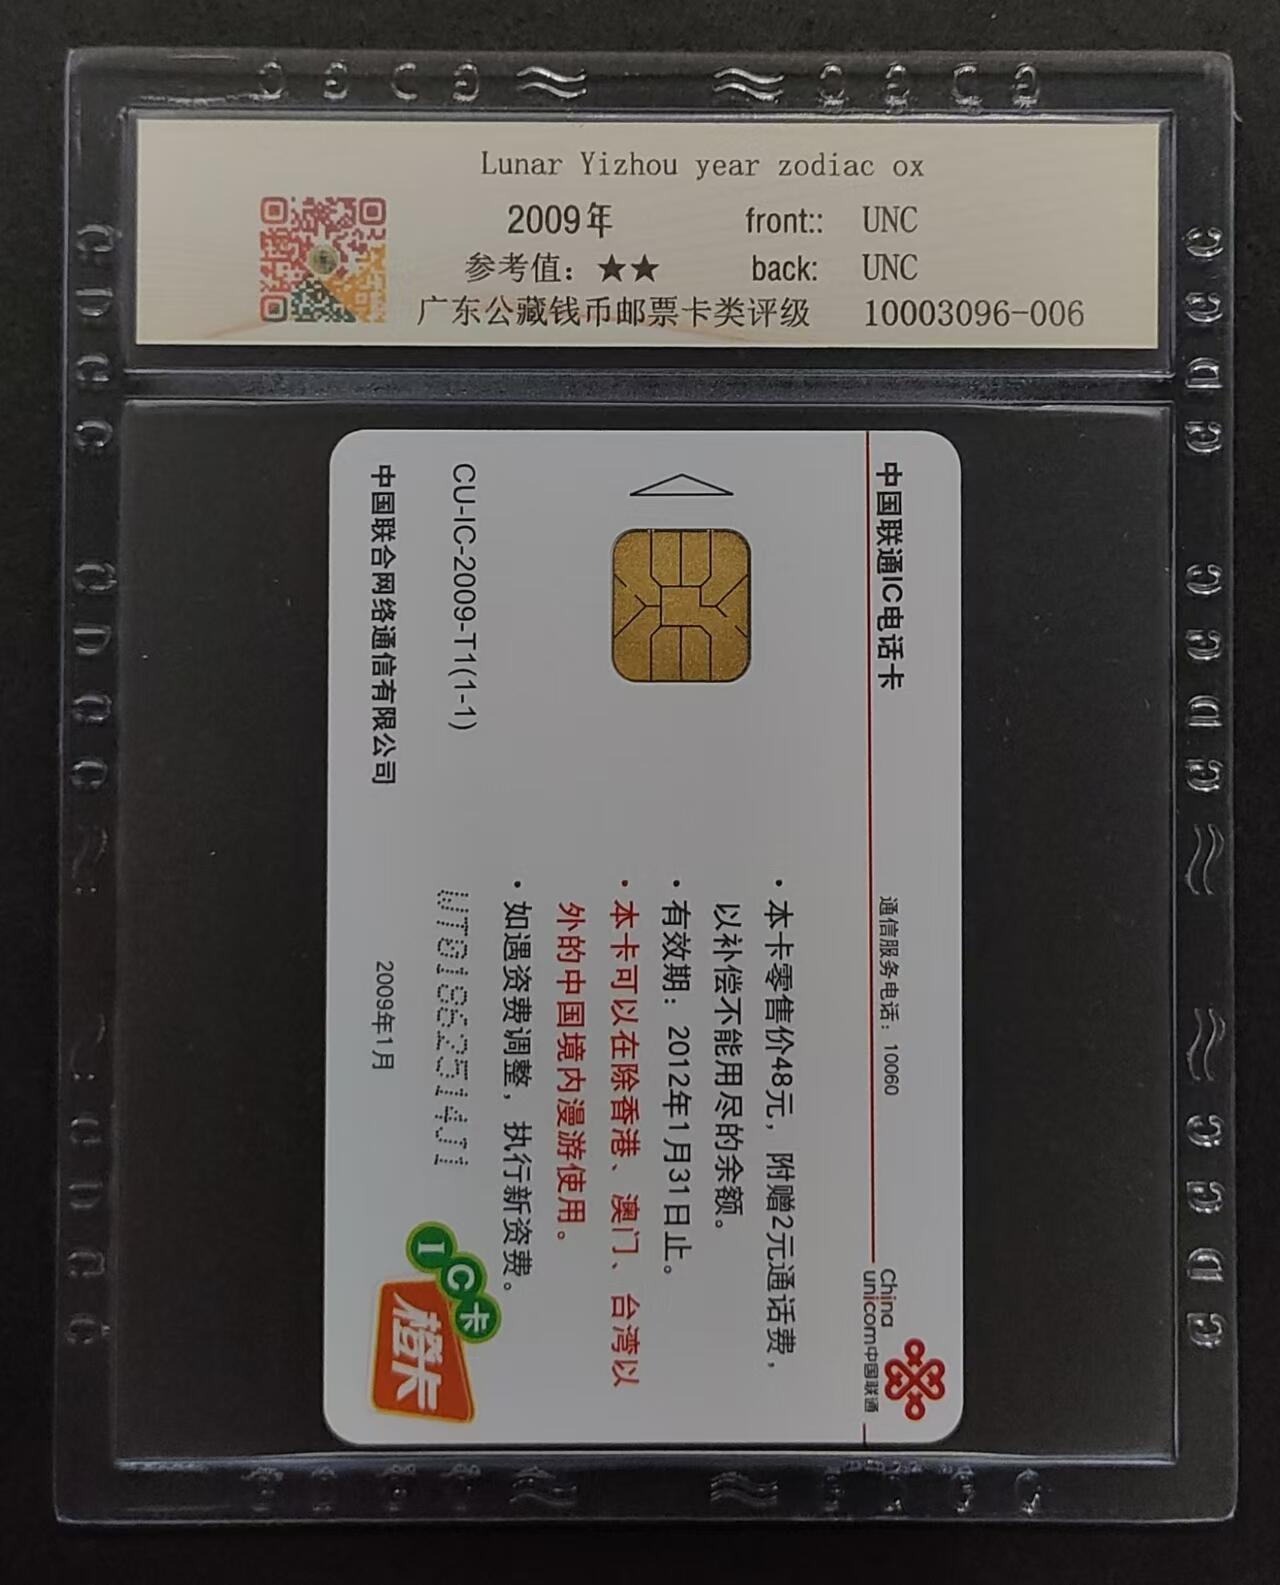 Lunar Yizhou year zodiac ox
2009年 front:: UNC
参考值：★★ back: UNC
广东公藏钱币邮票卡类评级 10003096-006
中国联通IC电话卡
通信服务电话：10060
China
unicom中国联通
• 本卡零售价48元，附赠2元通话费，
以补偿不能用尽的余额。
• 有效期：2012年1月31日止。
• 本卡可以在除香港、澳门、台湾以
外的中国境内漫游使用。
• 如遇资费调整，执行新资费。
CU-IC-2009-T1(1-1)
中国联合网络通信有限公司
2009年1月
IC卡
橙卡